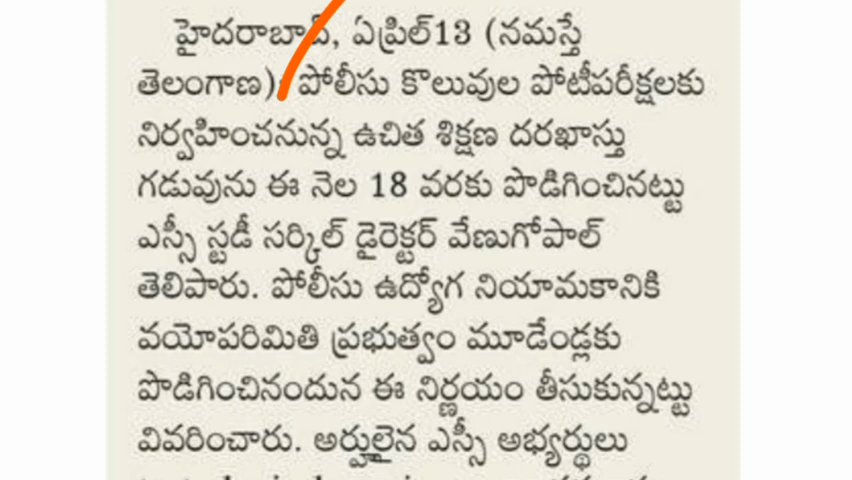 హైదరాబాద్, ఏప్రిల్13 (నమస్తే
తెలంగాణ): పోలీసు కొలువుల పోటీపరీక్షలకు
నిర్వహించనున్న ఉచిత శిక్షణ దరఖాస్తు
గడువును ఈ నెల 18 వరకు పొడిగించినట్టు
ఎస్సీ స్టడీ సర్కిల్ డైరెక్టర్ వేణుగోపాల్
తెలిపారు. పోలీసు ఉద్యోగ నియామకానికి
వయోపరిమితి ప్రభుత్వం మూడేండ్లకు
పొడిగించినందున ఈ నిర్ణయం తీసుకున్నట్టు
వివరించారు. అర్హులైన ఎస్సీ అభ్యర్థులు